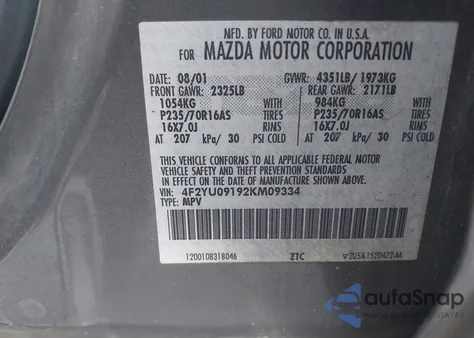 MFD. BY FORD MOTOR CO. IN U.S.A.
FOR MAZDA MOTOR CORPORATION
DATE 08/01 GVWR: 4351LB / 1973KG
FRONT GAWR: 2325LB REAR GAWR: 2171LB
1054KG WITH 984KG WITH
P235/70R16AS TIRES P235/70R16AS TIRES
16X7.0J RIMS 16X7.0J RIMS
AT 207 kPa/ 30 PSI COLD AT 207 kPa/ 30 PSI COLD
THIS VEHICLE CONFORMS TO ALL APPLICABLE FEDERAL MOTOR
VEHICLE SAFETY AND THEFT PREVENTION STANDARDS IN
EFFECT ON THE DATE OF MANUFACTURE SHOWN ABOVE.
VIN: 4F2YU09192KM09334
TYPE: MPV
1200108318046 ZTC
autoSnap